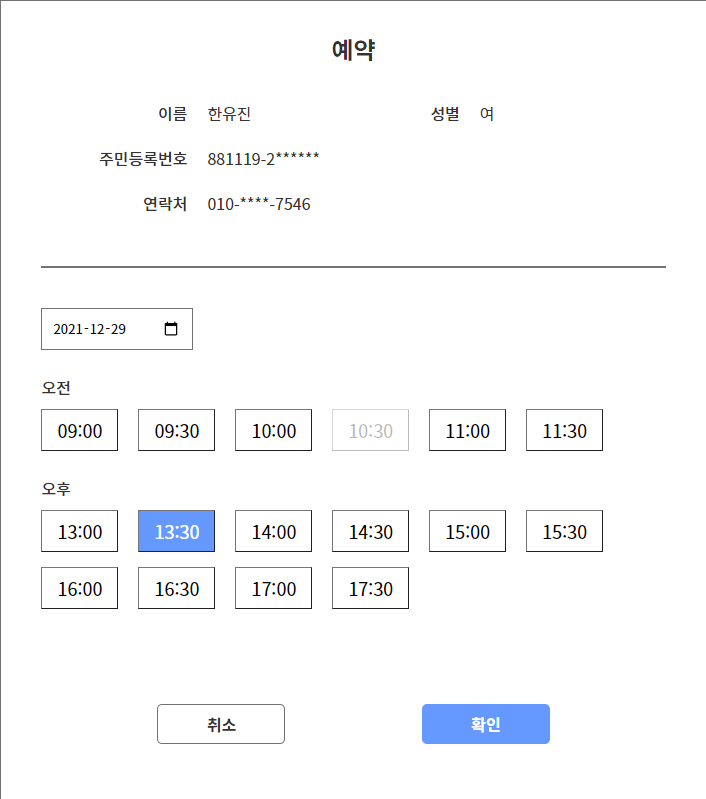 예약
이름 한유진 성별 여
주민등록번호 881119-2******
연락처 010-****-7546
2021-12-29
오전
09:00 09:30 10:00 10:30 11:00 11:30
오후
13:00 13:30 14:00 14:30 15:00 15:30
16:00 16:30 17:00 17:30
취소 확인